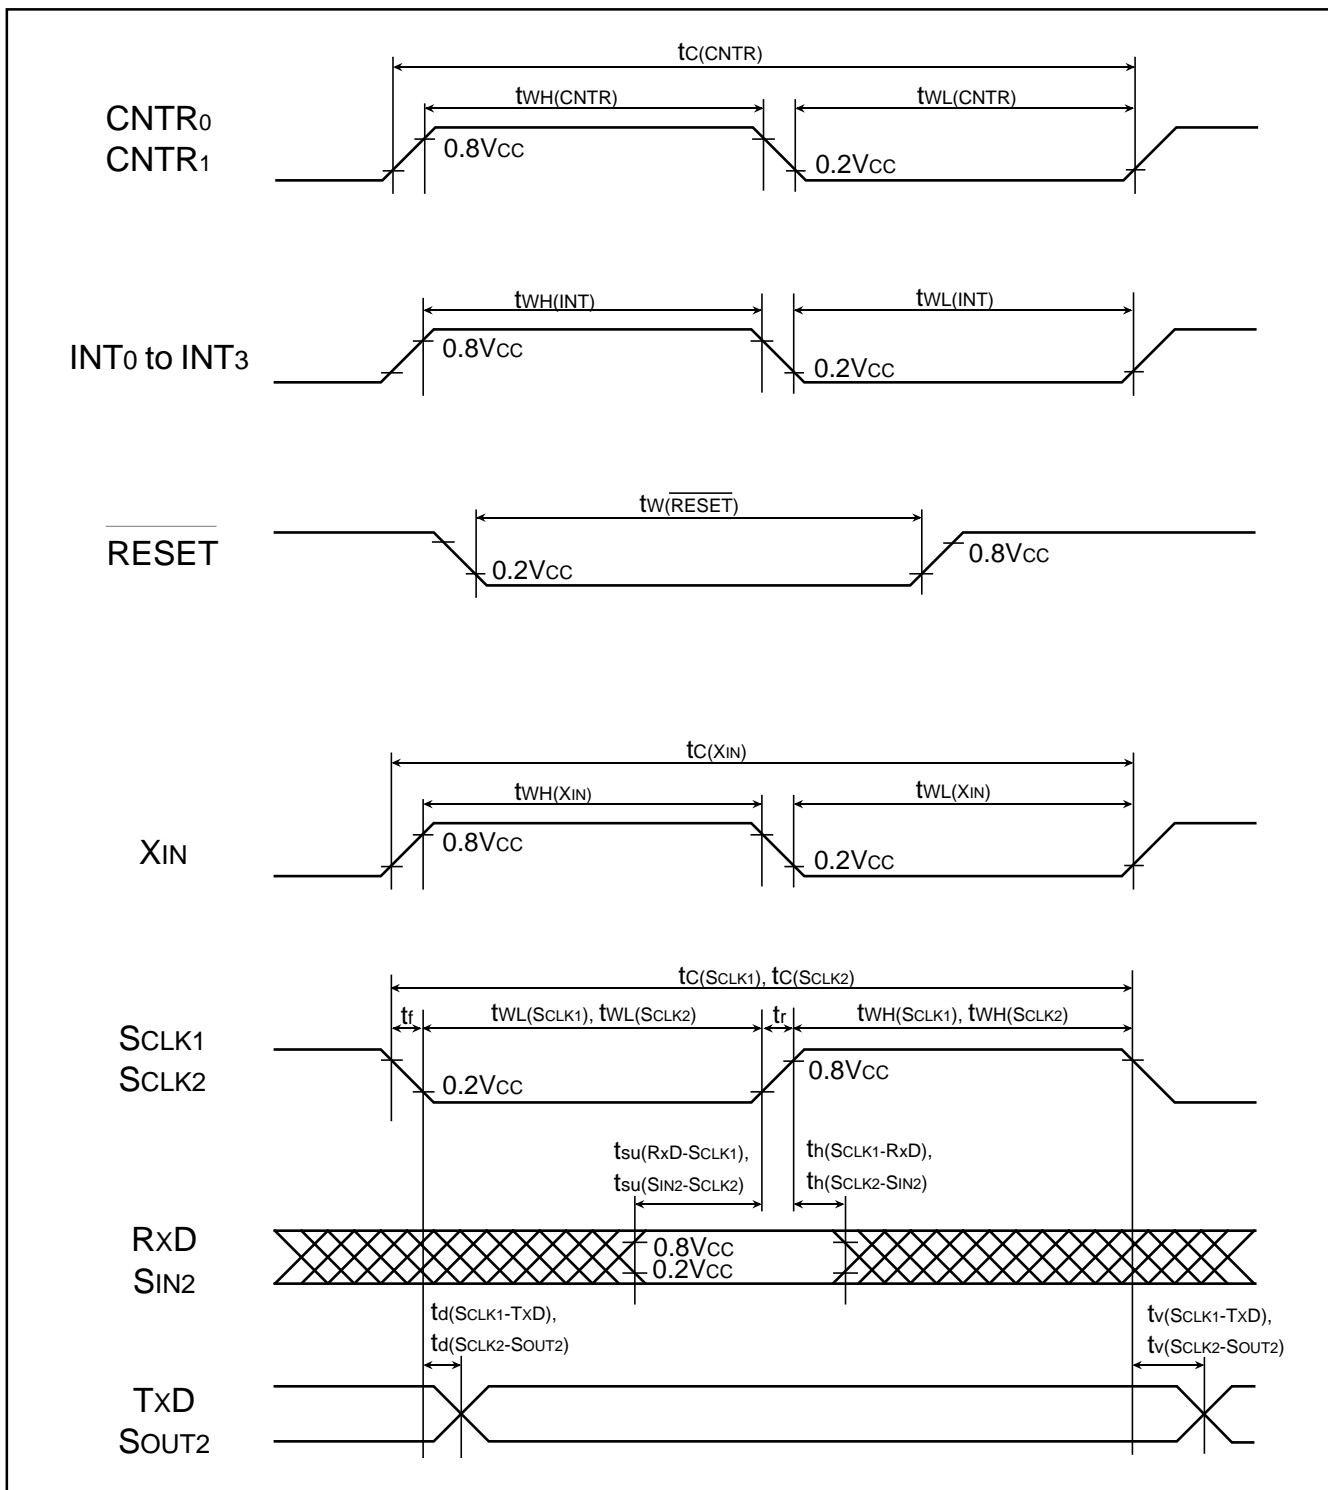 tC(CNTR)
tWH(CNTR)
tWL(CNTR)
CNTR0
CNTR1
0.8VCC
0.2VCC
tWH(INT)
tWL(INT)
INT0 to INT3
0.8VCC
0.2VCC
tW(RESET)
RESET
0.2VCC
0.8VCC
tC(XIN)
tWH(XIN)
tWL(XIN)
XIN
0.8VCC
0.2VCC
tC(SCLK1), tC(SCLK2)
tf
tWL(SCLK1), tWL(SCLK2)
tr
tWH(SCLK1), tWH(SCLK2)
SCLK1
SCLK2
0.2VCC
0.8VCC
tsu(RXD-SCLK1),
tsu(SIN2-SCLK2)
th(SCLK1-RXD),
th(SCLK2-SIN2)
RXD
SIN2
0.8VCC
0.2VCC
td(SCLK1-TXD),
td(SCLK2-SOUT2)
tv(SCLK1-TXD),
tv(SCLK2-SOUT2)
TXD
SOUT2